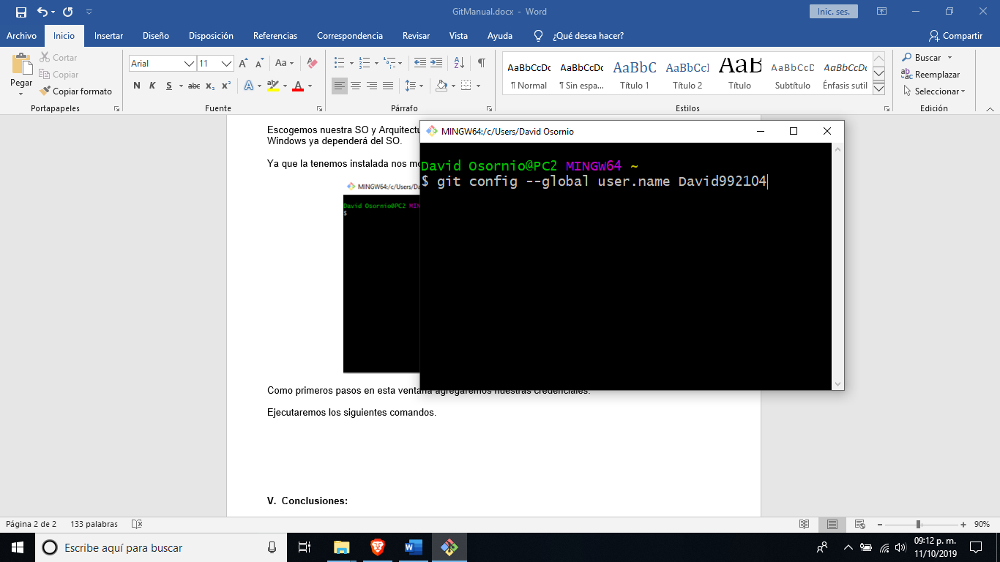 GitManual.docx - Word
Inic. ses.
Archivo Inicio Insertar Diseño Disposición Referencias Correspondencia Revisar Vista Ayuda ¿Qué desea hacer? Compartir
Pegar
Cortar
Copiar
Copiar formato
Portapapeles
Arial 11
Aa
N K S abc x₂ x²
A aby A
Fuente
Párrafo
AaBbCcDc AaBbCcDc AaBbC AaBbCcI AaB AaBbCcD AaBbCcDc
¶ Normal ¶ Sin espa... Título 1 Título 2 Título Subtítulo Énfasis sutil
Estilos
Buscar
Reemplazar
Seleccionar
Edición
Escogemos nuestra SO y Arquitectu
Windows ya dependerá del SO.
Ya que la tenemos instalada nos mo
MINGW64:/c/Users/Da
David Osornio@PC2 MIN
$
MINGW64:/c/Users/David Osornio
David Osornio@PC2 MINGW64 ~
$ git config --global user.name David992104
Como primeros pasos en esta ventana agregaremos nuestras credenciales.
Ejecutaremos los siguientes comandos.
V. Conclusiones:
Página 2 de 2 133 palabras 90%
Escribe aquí para buscar
09:12 p. m.
11/10/2019